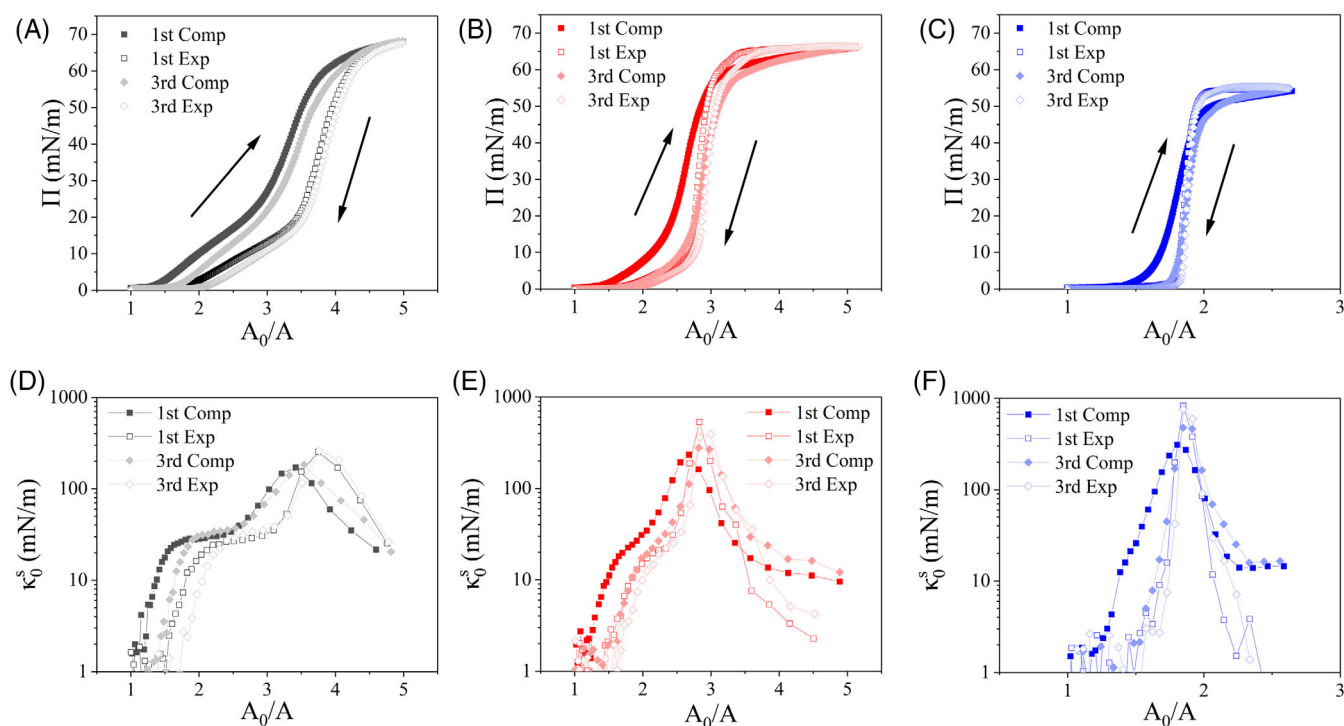 (A)
1st Comp
1st Exp
3rd Comp
3rd Exp
Π (mN/m)
70
60
50
40
30
20
10
0
1 2 3 4 5
A₀/A
(B)
1st Comp
1st Exp
3rd Comp
3rd Exp
Π (mN/m)
70
60
50
40
30
20
10
0
1 2 3 4 5
A₀/A
(C)
1st Comp
1st Exp
3rd Comp
3rd Exp
Π (mN/m)
70
60
50
40
30
20
10
0
1 2 3
A₀/A
(D)
1st Comp
1st Exp
3rd Comp
3rd Exp
κ₀ˢ (mN/m)
1000
100
10
1
1 2 3 4 5
A₀/A
(E)
1st Comp
1st Exp
3rd Comp
3rd Exp
κ₀ˢ (mN/m)
1000
100
10
1
1 2 3 4 5
A₀/A
(F)
1st Comp
1st Exp
3rd Comp
3rd Exp
κ₀ˢ (mN/m)
1000
100
10
1
1 2 3
A₀/A